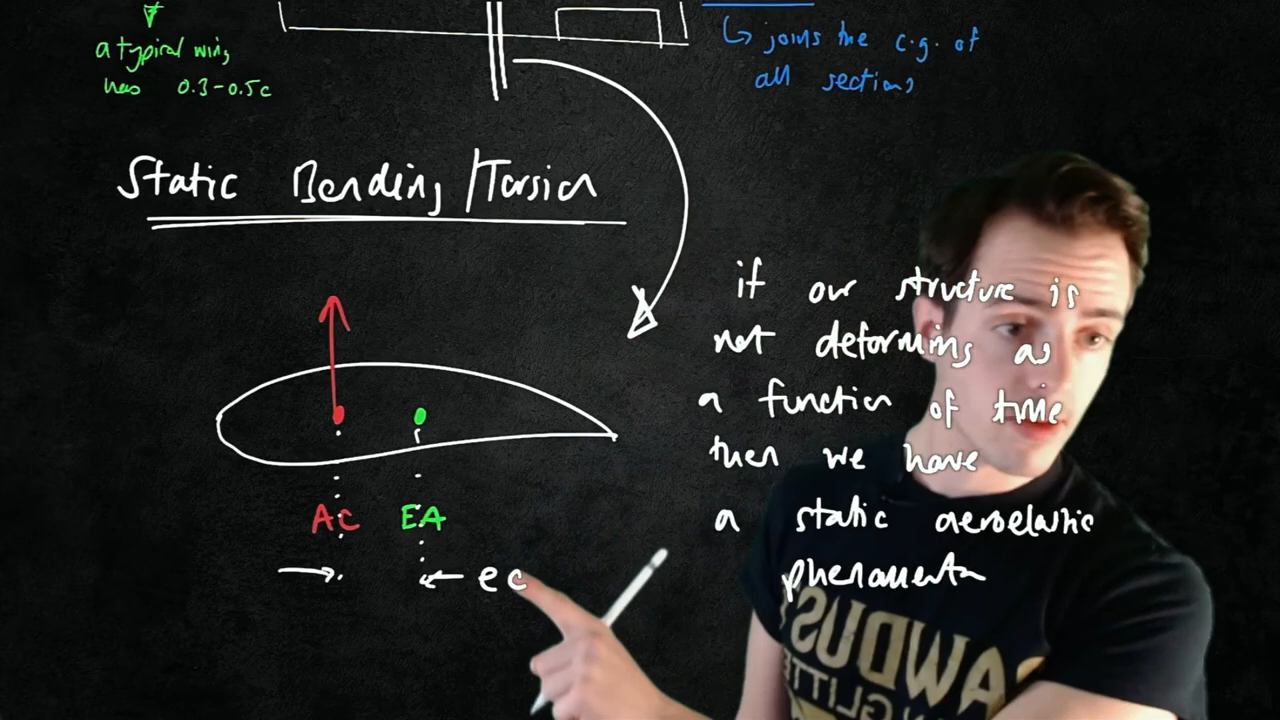 a typical wing
has 0.3-0.5c
↳ joins the c.g. of
all sections
Static Bending/Torsion
if our structure is
not deforming as
a function of time
then we have
a static aeroelastic
phenomenta
AC EA
→ ← ec